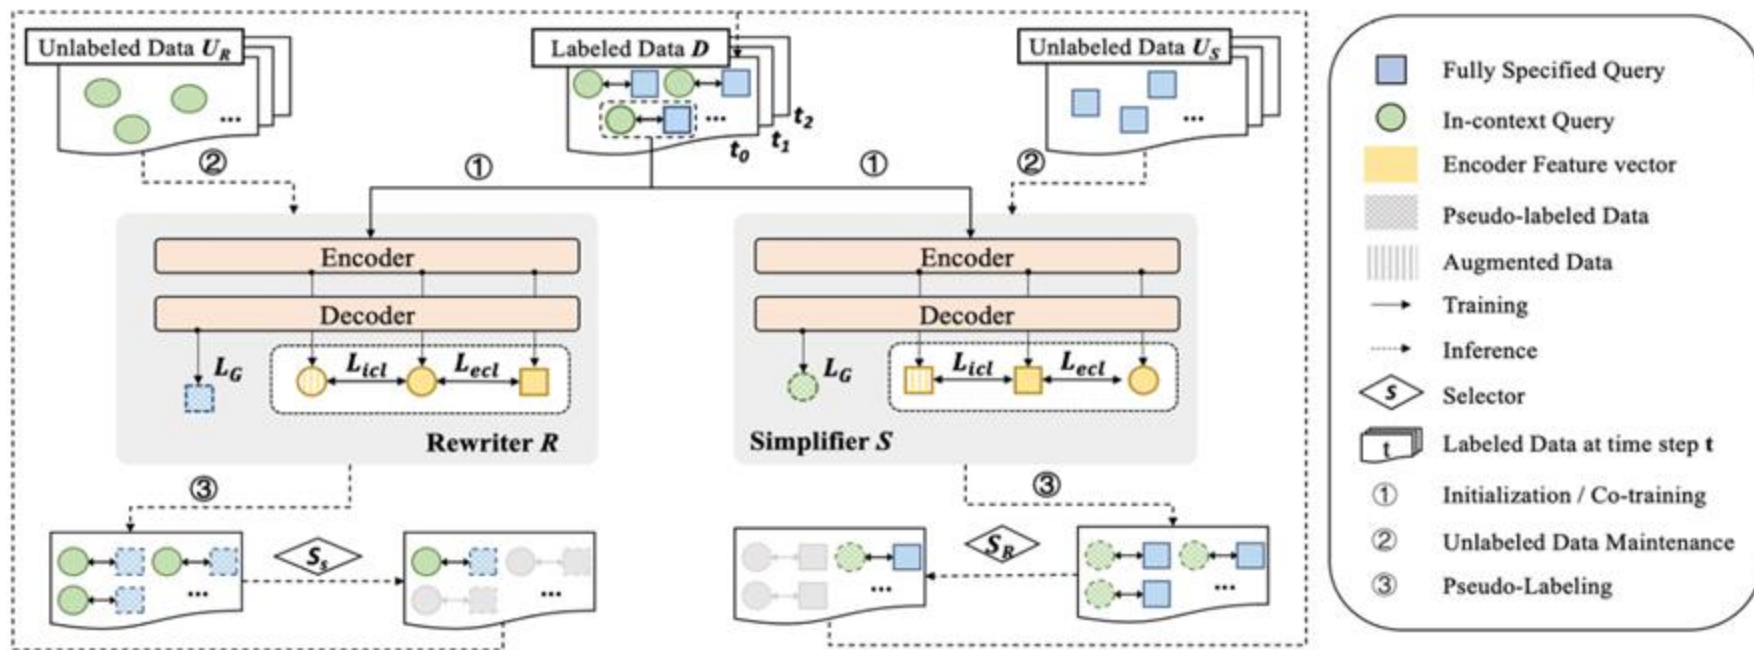 Unlabeled Data U_R
...
Labeled Data D
...
t_0
t_1
t_2
Unlabeled Data U_S
...
②
①
①
②
Encoder
Decoder
L_G
L_icl
L_ecl
Rewriter R
Encoder
Decoder
L_G
L_icl
L_ecl
Simplifier S
③
③
...
S_s
...
...
S_R
...
Fully Specified Query
In-context Query
Encoder Feature vector
Pseudo-labeled Data
Augmented Data
Training
Inference
S Selector
t Labeled Data at time step t
① Initialization / Co-training
② Unlabeled Data Maintenance
③ Pseudo-Labeling